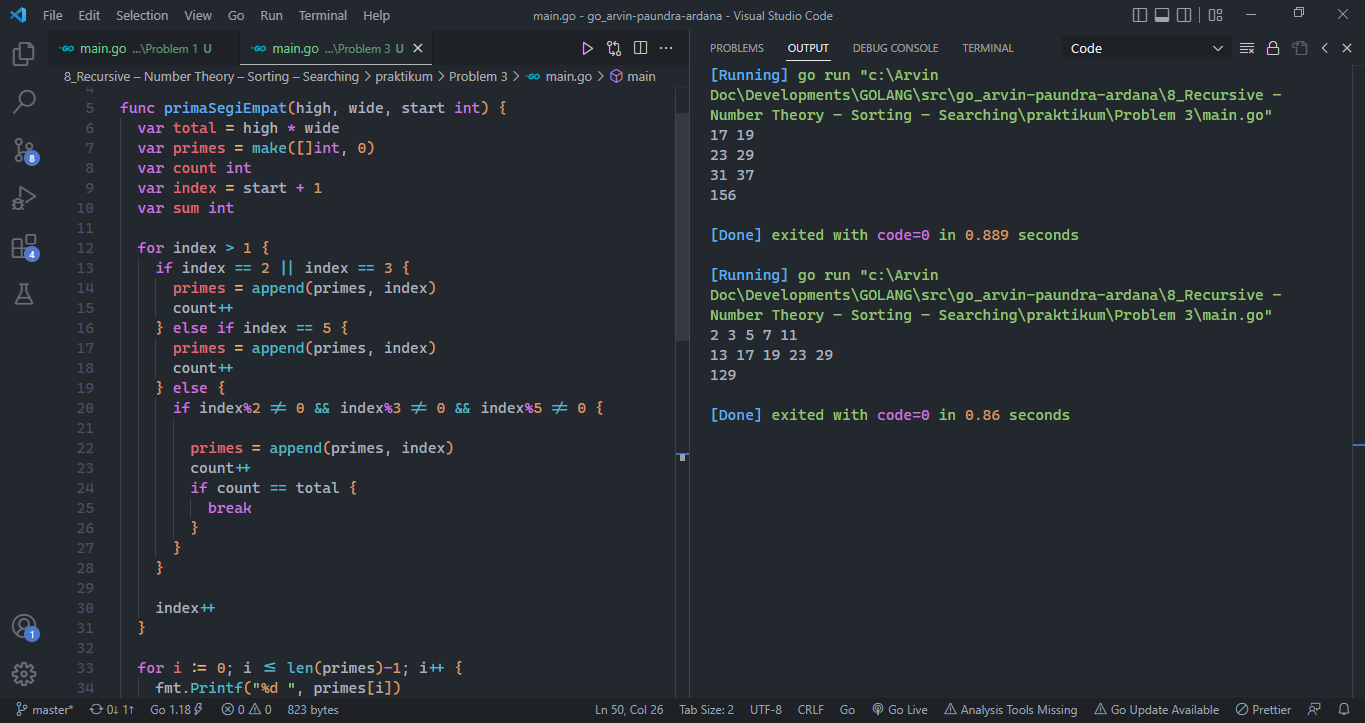 File Edit Selection View Go Run Terminal Help main.go - go_arvin-paundra-ardana - Visual Studio Code
main.go ...\Problem 1 U main.go ...\Problem 3 U
8_Recursive – Number Theory – Sorting – Searching > praktikum > Problem 3 > main.go > main
4
5 func primaSegiEmpat(high, wide, start int) {
6 var total = high * wide
7 var primes = make([]int, 0)
8 var count int
9 var index = start + 1
10 var sum int
11
12 for index > 1 {
13 if index == 2 || index == 3 {
14 primes = append(primes, index)
15 count++
16 } else if index == 5 {
17 primes = append(primes, index)
18 count++
19 } else {
20 if index%2 != 0 && index%3 != 0 && index%5 != 0 {
21
22 primes = append(primes, index)
23 count++
24 if count == total {
25 break
26 }
27 }
28 }
29
30 index++
31 }
32
33 for i := 0; i <= len(primes)-1; i++ {
34 fmt.Printf("%d ", primes[i])
PROBLEMS OUTPUT DEBUG CONSOLE TERMINAL Code
[Running] go run "c:\Arvin
Doc\Developments\GOLANG\src\go_arvin-paundra-ardana\8_Recursive –
Number Theory – Sorting – Searching\praktikum\Problem 3\main.go"
17 19
23 29
31 37
156
[Done] exited with code=0 in 0.889 seconds
[Running] go run "c:\Arvin
Doc\Developments\GOLANG\src\go_arvin-paundra-ardana\8_Recursive –
Number Theory – Sorting – Searching\praktikum\Problem 3\main.go"
2 3 5 7 11
13 17 19 23 29
129
[Done] exited with code=0 in 0.86 seconds
8
4
1
master* 0↓ 1↑ Go 1.18 0 0 823 bytes Ln 50, Col 26 Tab Size: 2 UTF-8 CRLF Go Go Live Analysis Tools Missing Go Update Available Prettier